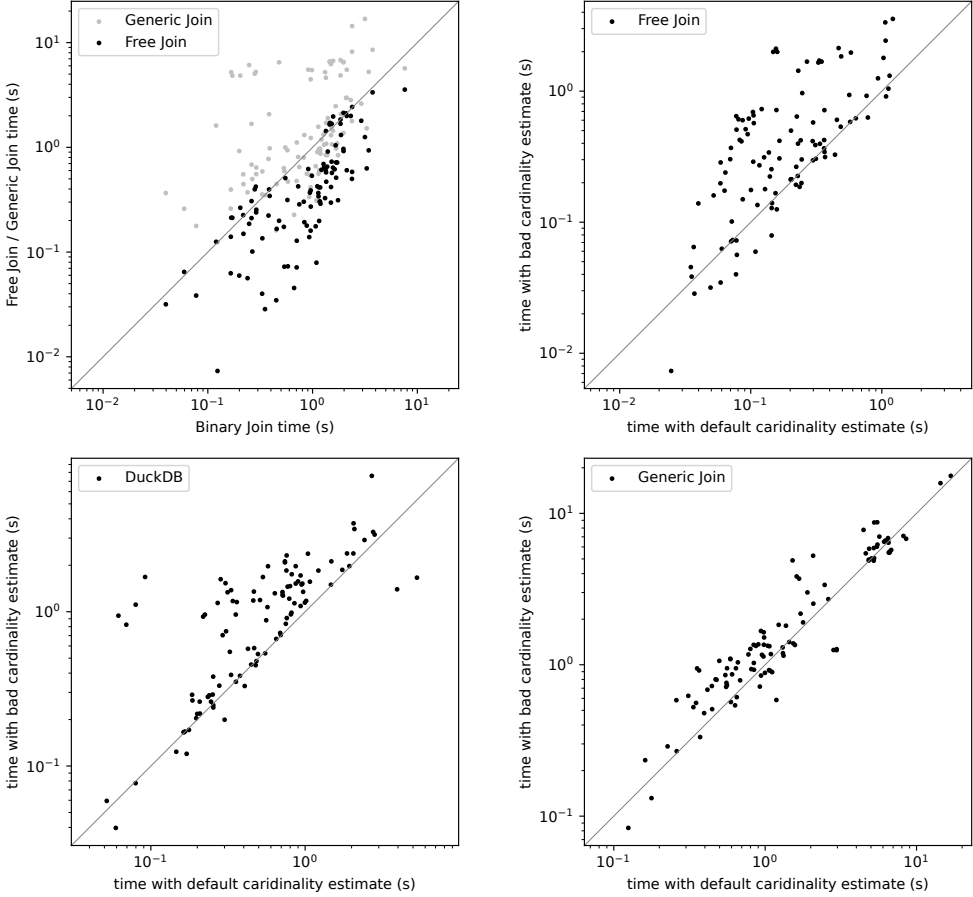 Generic Join
Free Join
Free Join / Generic Join time (s)
10^1
10^0
10^-1
10^-2
10^-2 10^-1 10^0 10^1
Binary Join time (s)
Free Join
time with bad cardinality estimate (s)
10^0
10^-1
10^-2
10^-2 10^-1 10^0
time with default caridinality estimate (s)
DuckDB
time with bad cardinality estimate (s)
10^0
10^-1
10^-1 10^0
time with default caridinality estimate (s)
Generic Join
time with bad cardinality estimate (s)
10^1
10^0
10^-1
10^-1 10^0 10^1
time with default caridinality estimate (s)